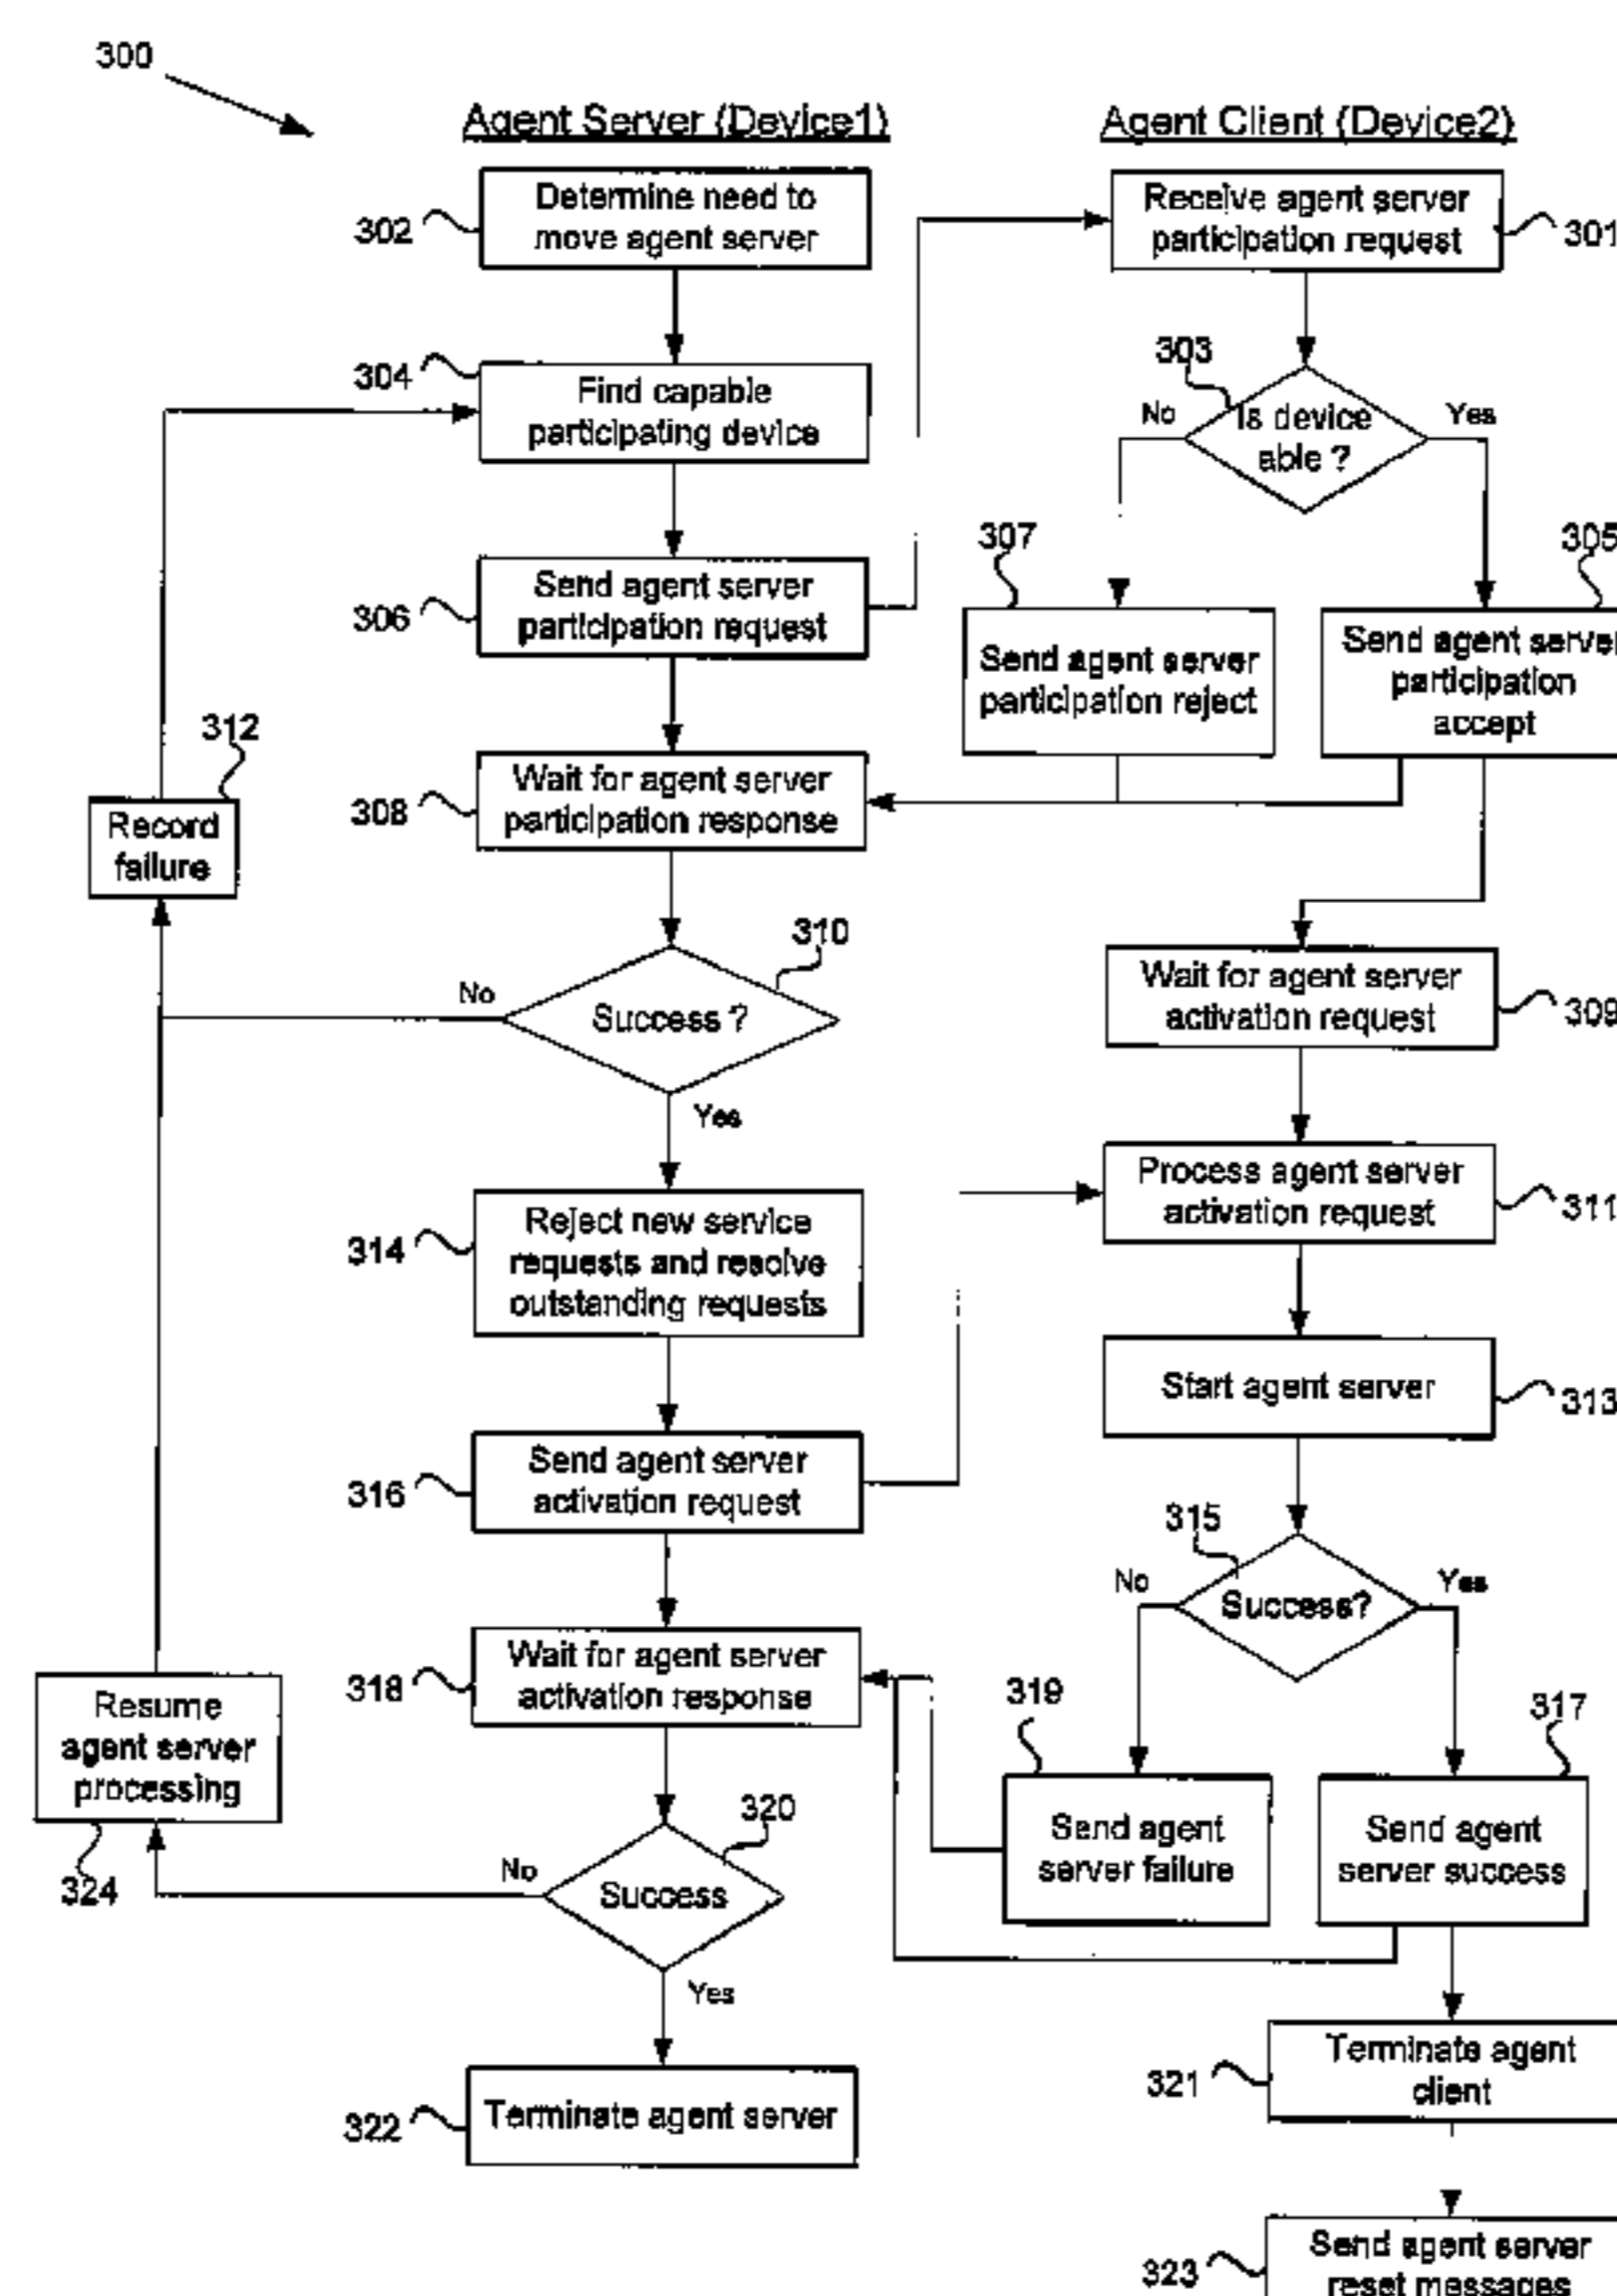 300
Agent Server (Device1)
302
Determine need to
move agent server
304
Find capable
participating device
306
Send agent server
participation request
308
Wait for agent server
participation response
312
Record
failure
310
Success ?
No
Yes
314
Reject new service
requests and resolve
outstanding requests
316
Send agent server
activation request
318
Wait for agent server
activation response
320
Success
No
Yes
Resume
agent server
processing
324
322
Terminate agent server
Agent Client (Device2)
Receive agent server
participation request
301
303
Is device
able ?
No
Yes
307
Send agent server
participation reject
305
Send agent server
participation
accept
Wait for agent server
activation request
309
Process agent server
activation request
311
Start agent server
313
315
Success?
No
Yes
319
Send agent
server failure
317
Send agent
server success
321
Terminate agent
client
323
Send agent server
reset messages